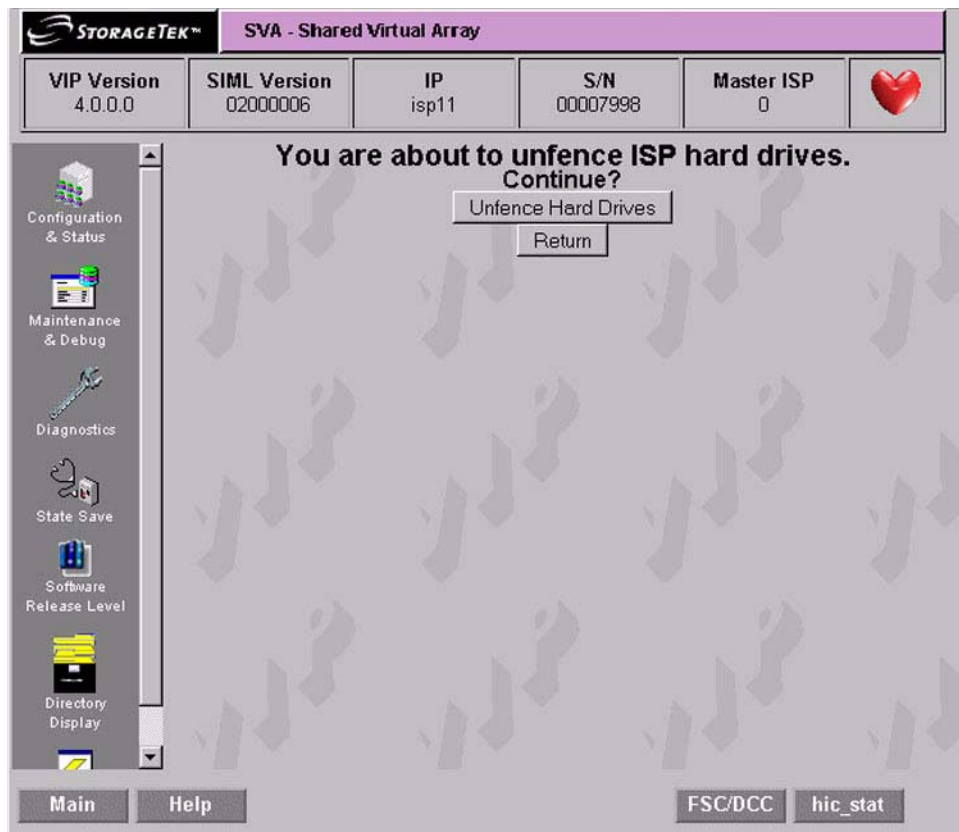 STORAGETEK™
SVA - Shared Virtual Array
VIP Version
4.0.0.0
SIML Version
02000006
IP
isp11
S/N
00007998
Master ISP
0
You are about to unfence ISP hard drives.
Continue?
Unfence Hard Drives
Return
Configuration
& Status
Maintenance
& Debug
Diagnostics
State Save
Software
Release Level
Directory
Display
Main
Help
FSC/DCC
hic_stat